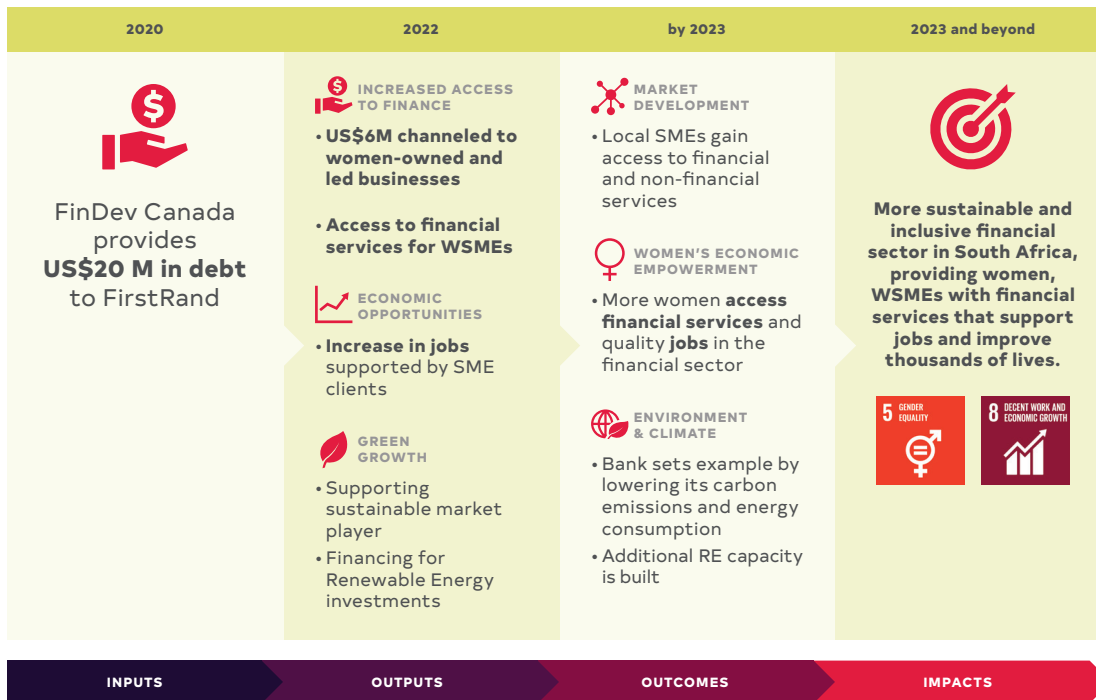 2020
FinDev Canada
provides
US$20 M in debt
to FirstRand
2022
INCREASED ACCESS
TO FINANCE
• US$6M channeled to
women-owned and
led businesses
• Access to financial
services for WSMEs
ECONOMIC
OPPORTUNITIES
• Increase in jobs
supported by SME
clients
GREEN
GROWTH
• Supporting
sustainable market
player
• Financing for
Renewable Energy
investments
by 2023
MARKET
DEVELOPMENT
• Local SMEs gain
access to financial
and non-financial
services
WOMEN'S ECONOMIC
EMPOWERMENT
• More women access
financial services and
quality jobs in the
financial sector
ENVIRONMENT
& CLIMATE
• Bank sets example by
lowering its carbon
emissions and energy
consumption
• Additional RE capacity
is built
2023 and beyond
$
$
More sustainable and
inclusive financial
sector in South Africa,
providing women,
WSMEs with financial
services that support
jobs and improve
thousands of lives.
5 GENDER
EQUALITY
8 DECENT WORK AND
ECONOMIC GROWTH
INPUTS
OUTPUTS
OUTCOMES
IMPACTS